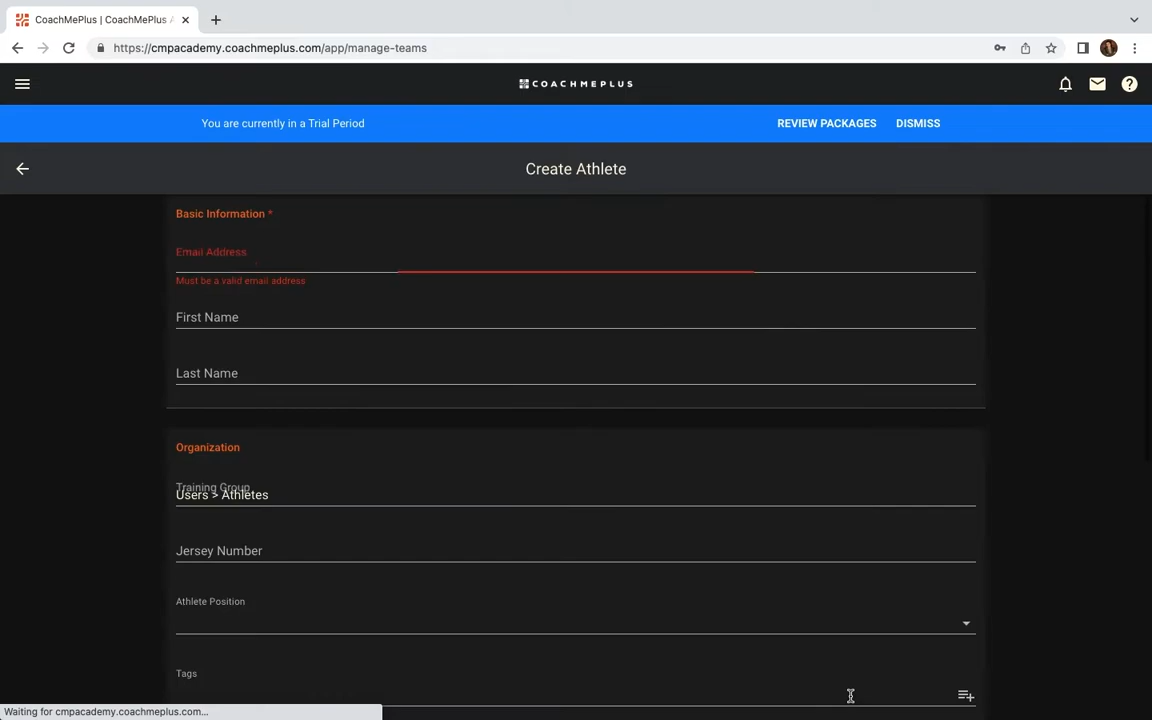 CoachMePlus | CoachMePlus
https://cmpacademy.coachmeplus.com/app/manage-teams
COACHMEPLUS
You are currently in a Trial Period
REVIEW PACKAGES
DISMISS
Create Athlete
Basic Information *
Email Address
Must be a valid email address
First Name
Last Name
Organization
Training Group
Users > Athletes
Jersey Number
Athlete Position
Tags
Waiting for cmpacademy.coachmeplus.com...